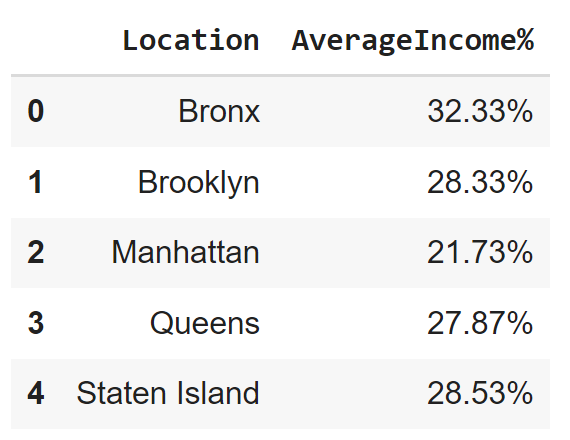 Location AverageIncome%
0 Bronx 32.33%
1 Brooklyn 28.33%
2 Manhattan 21.73%
3 Queens 27.87%
4 Staten Island 28.53%